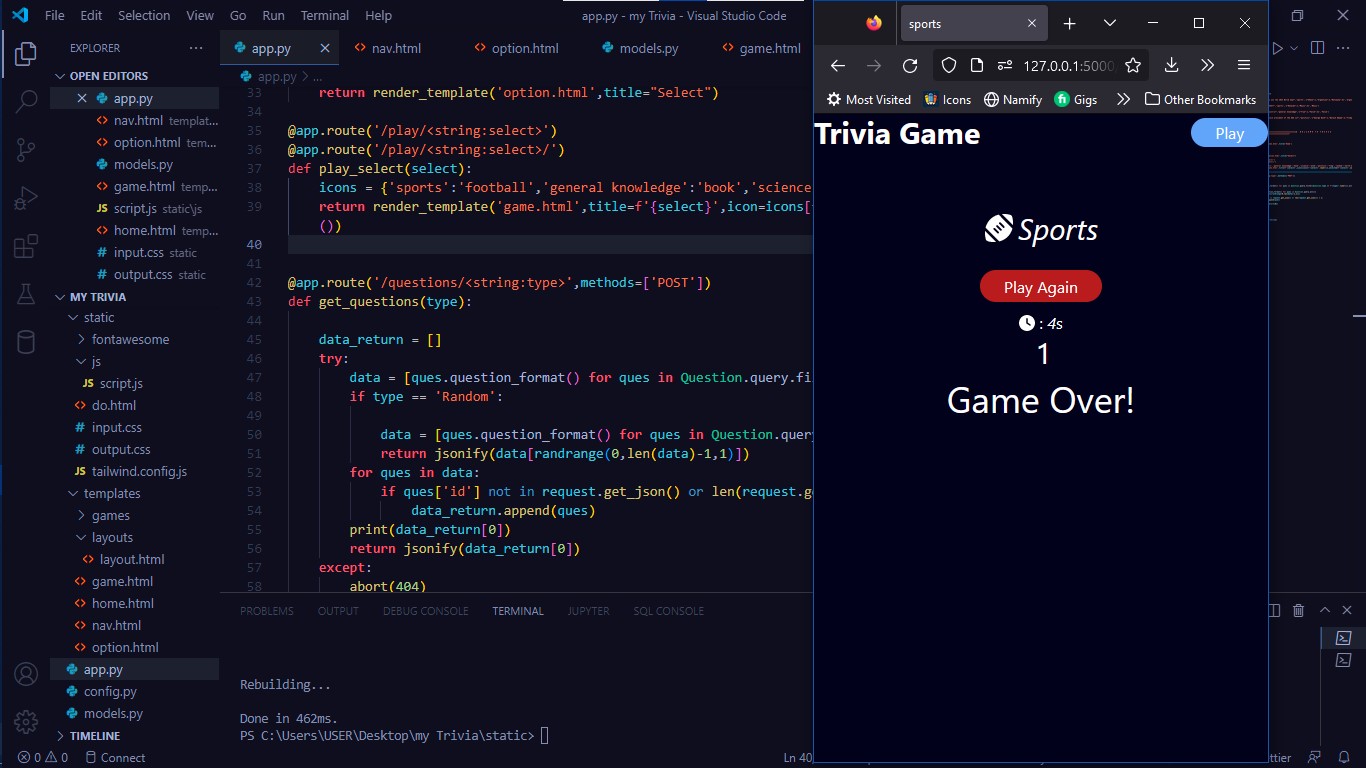 File Edit Selection View Go Run Terminal Help
app.py - my Trivia - Visual Studio Code
EXPLORER
OPEN EDITORS
app.py
nav.html templat...
option.html tem...
models.py
game.html temp...
script.js static\js
home.html temp...
input.css static
output.css static
MY TRIVIA
static
fontawesome
js
script.js
do.html
input.css
output.css
tailwind.config.js
templates
games
layouts
layout.html
game.html
home.html
nav.html
option.html
app.py
config.py
models.py
TIMELINE
0 0 Connect
app.py nav.html option.html models.py game.html
app.py > ...
33 return render_template('option.html',title="Select")
34
35 @app.route('/play/<string:select>')
36 @app.route('/play/<string:select>/')
37 def play_select(select):
38 icons = {'sports':'football','general knowledge':'book','science
39 return render_template('game.html',title=f'{select}',icon=icons[
())
40
41
42 @app.route('/questions/<string:type>',methods=['POST'])
43 def get_questions(type):
44
45 data_return = []
46 try:
47 data = [ques.question_format() for ques in Question.query.fi
48 if type == 'Random':
49
50 data = [ques.question_format() for ques in Question.query
51 return jsonify(data[randrange(0,len(data)-1,1)])
52 for ques in data:
53 if ques['id'] not in request.get_json() or len(request.g
54 data_return.append(ques)
55 print(data_return[0])
56 return jsonify(data_return[0])
57 except:
58 abort(404)
PROBLEMS OUTPUT DEBUG CONSOLE TERMINAL JUPYTER SQL CONSOLE
Rebuilding...
Done in 462ms.
PS C:\Users\USER\Desktop\my Trivia\static>
Ln 40
ttier
sports
127.0.0.1:5000
Most Visited Icons Namify fi Gigs Other Bookmarks
Trivia Game
Play
Sports
Play Again
: 4s
1
Game Over!